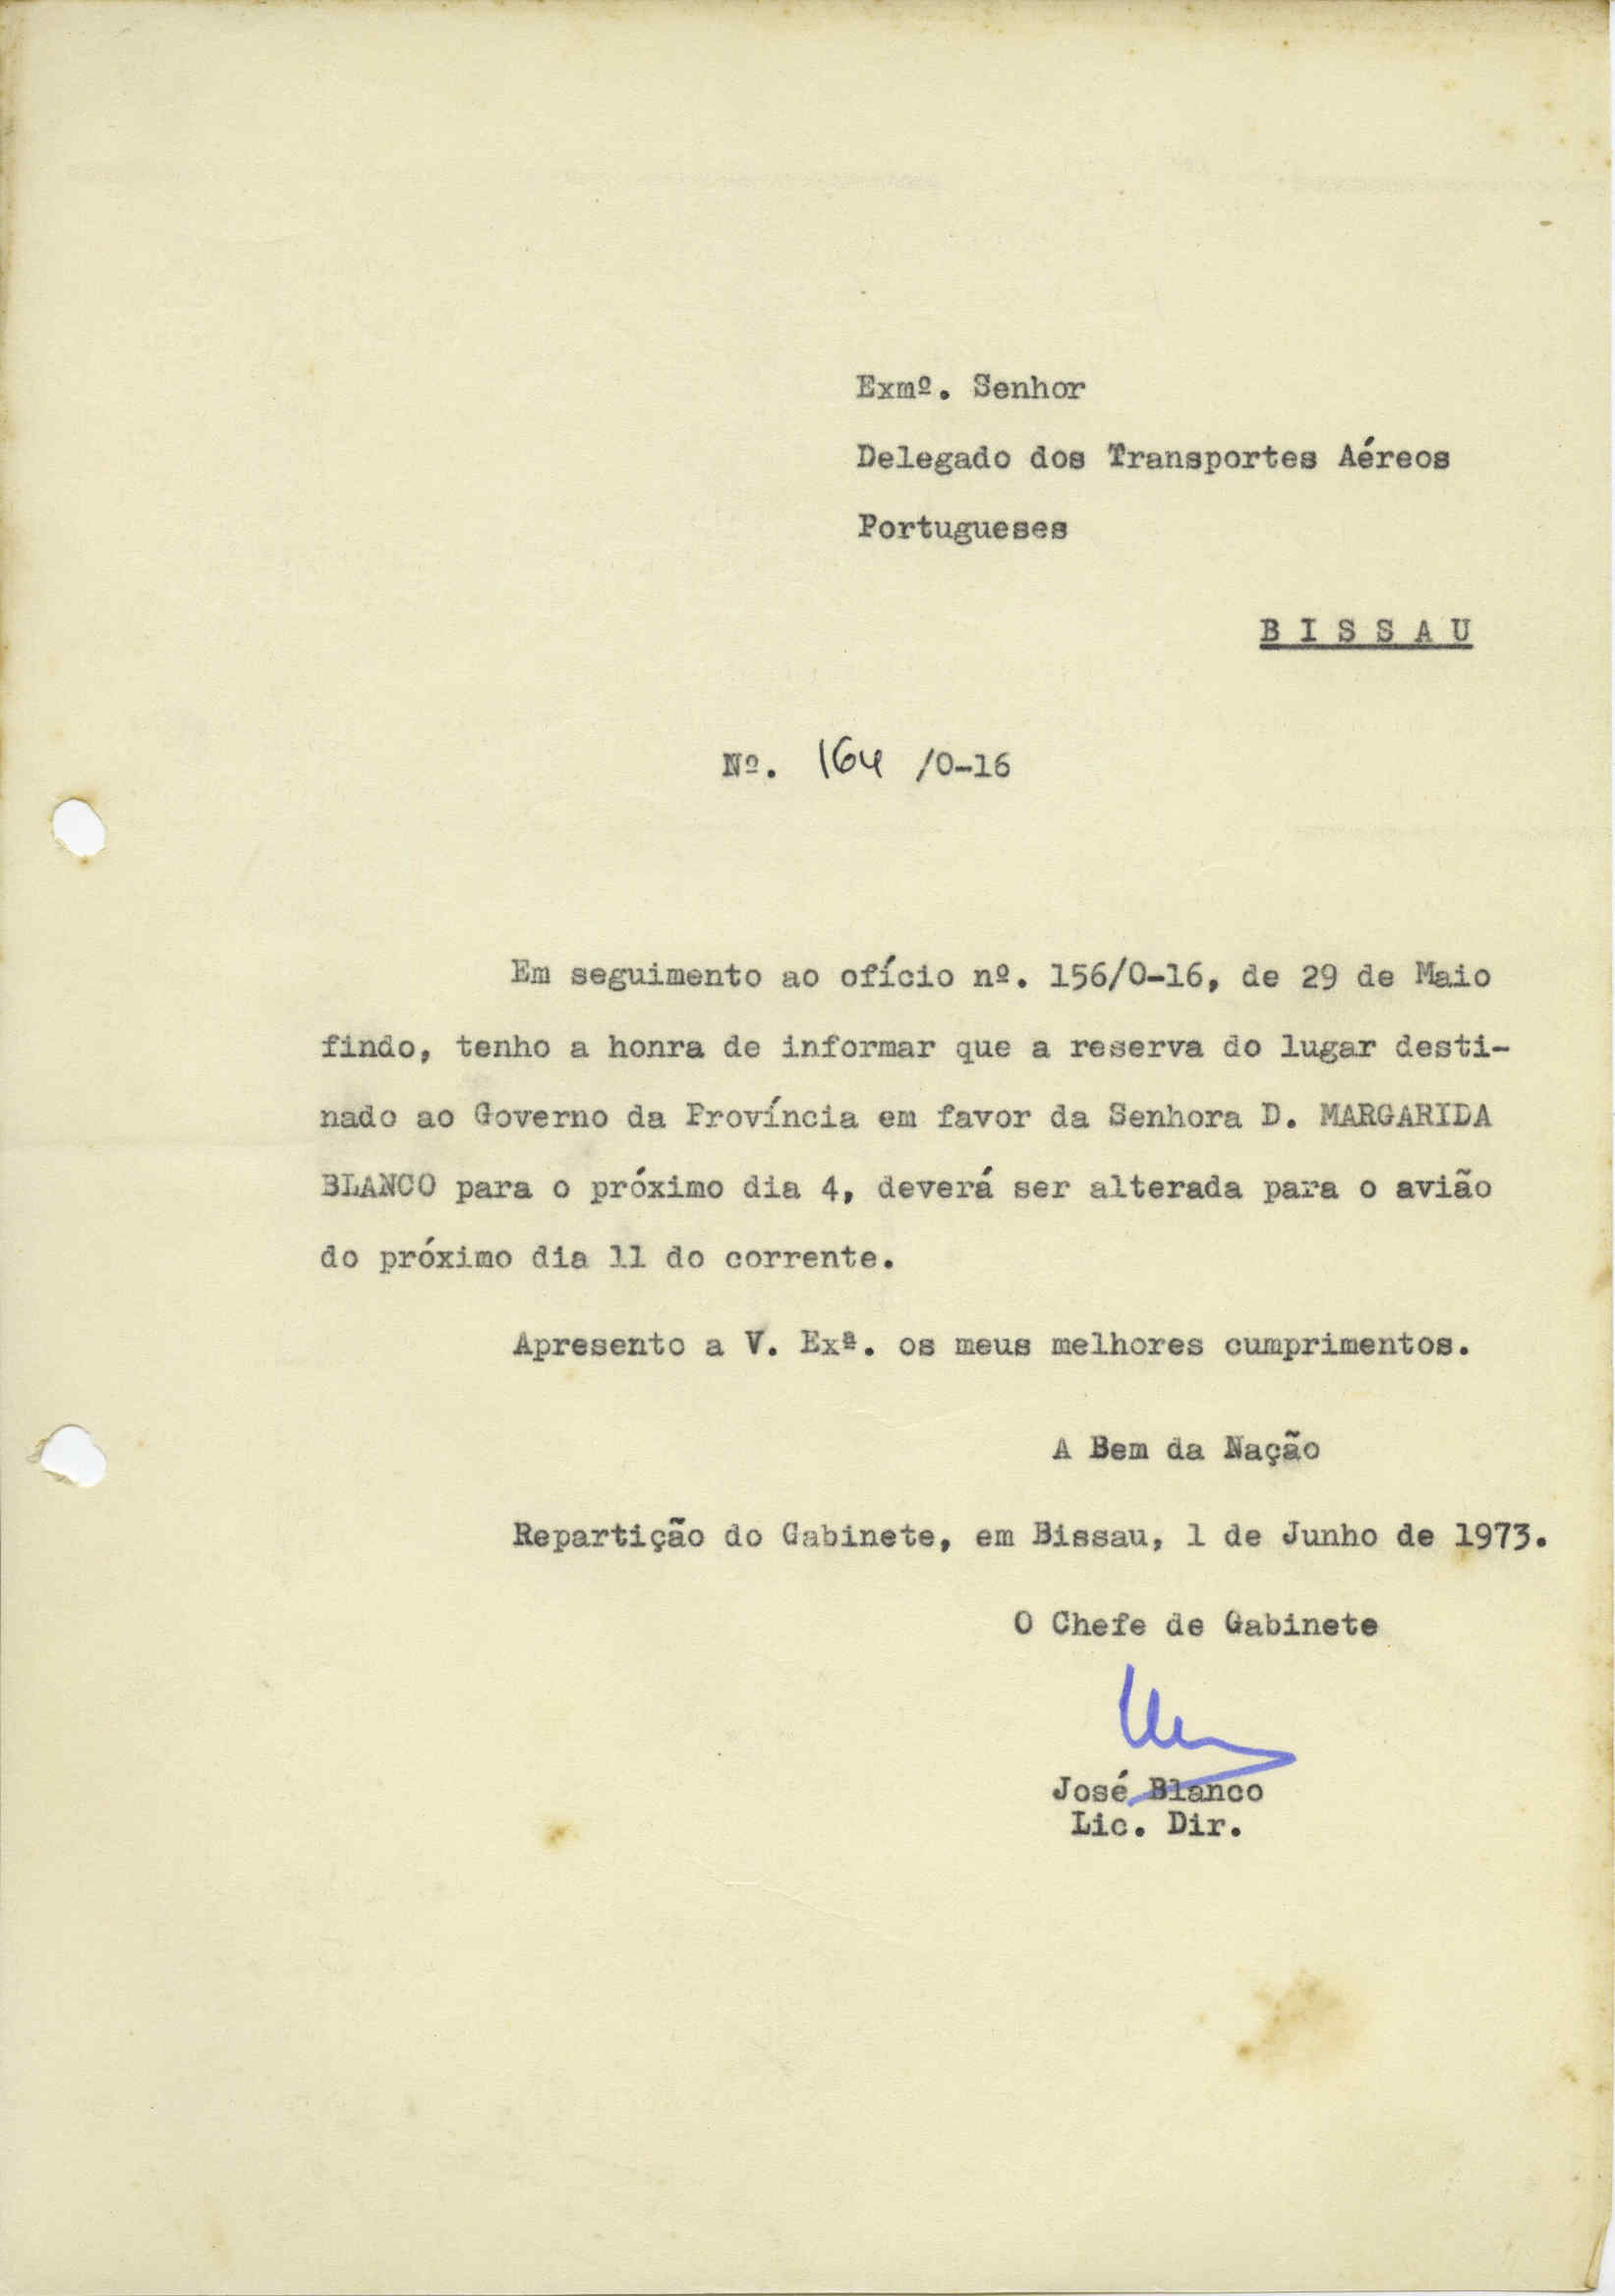 Exmº. Senhor
Delegado dos Transportes Aéreos
Portugueses
B I S S A U
Nº. 164 /0-16
Em seguimento ao ofício nº. 156/0-16, de 29 de Maio
findo, tenho a honra de informar que a reserva do lugar desti-
nado ao Governo da Província em favor da Senhora D. MARGARIDA
BLANCO para o próximo dia 4, deverá ser alterada para o avião
do próximo dia 11 do corrente.
Apresento a V. Exª. os meus melhores cumprimentos.
A Bem da Nação
Repartição do Gabinete, em Bissau, 1 de Junho de 1973.
O Chefe de Gabinete
José Blanco
Lic. Dir.